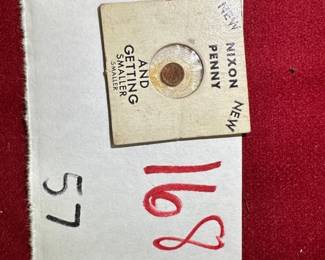 NEW NEW
NIXON
PENNY
AND
GETTING
SMALLER
SMALLER
168
57